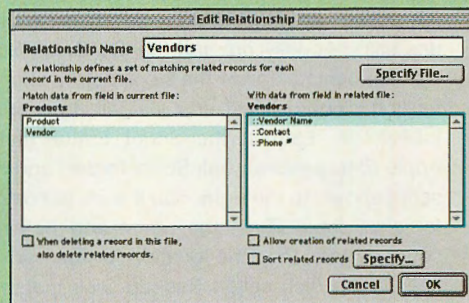 Edit Relationship
Relationship Name Vendors
A relationship defines a set of matching related records for each
record in the current file.
Specify File...
Match data from field in current file:
Products
Product
Vendor
With data from field in related file:
Vendors
::Vendor Name
::Contact
::Phone #
When deleting a record in this file,
also delete related records.
Allow creation of related records
Sort related records Specify...
Cancel OK